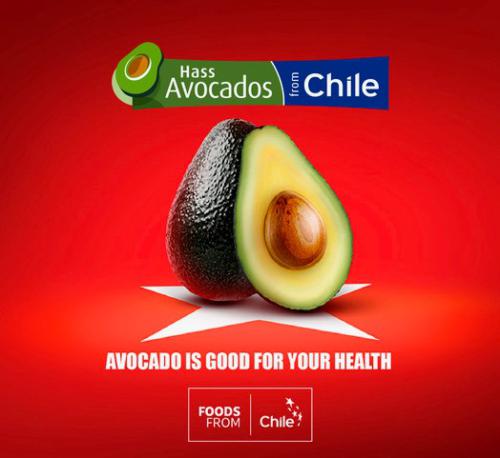 Hass
Avocados from Chile
AVOCADO IS GOOD FOR YOUR HEALTH
FOODS
FROM
Chile